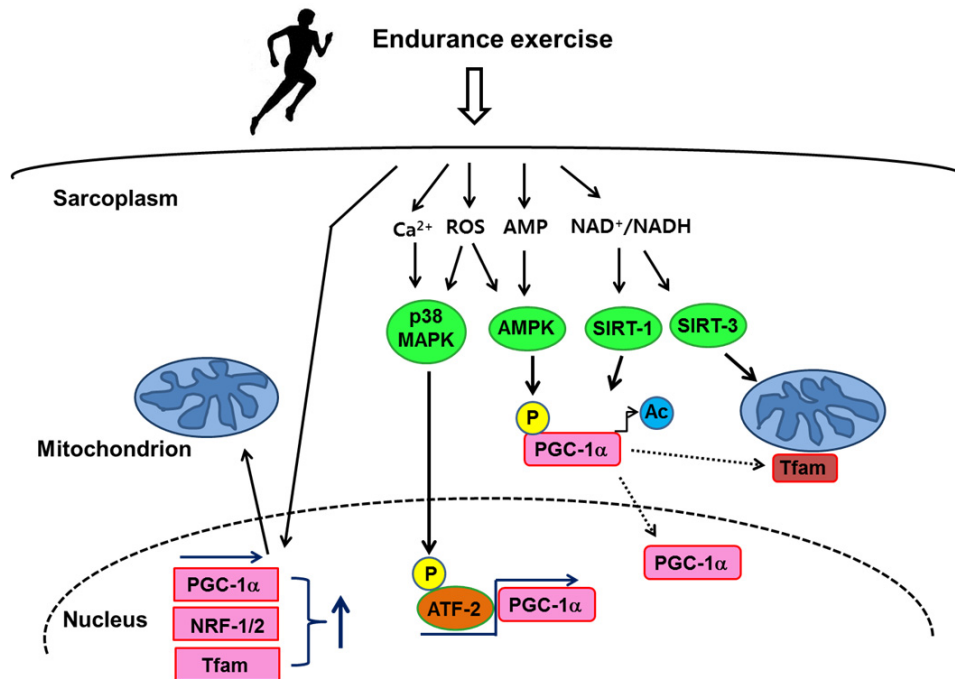 Endurance exercise
Sarcoplasm
Ca²⁺ ROS AMP NAD⁺/NADH
p38
MAPK
AMPK
SIRT-1
SIRT-3
P
Ac
PGC-1α
Tfam
Mitochondrion
PGC-1α
Nucleus
PGC-1α
NRF-1/2
Tfam
P
ATF-2
PGC-1α